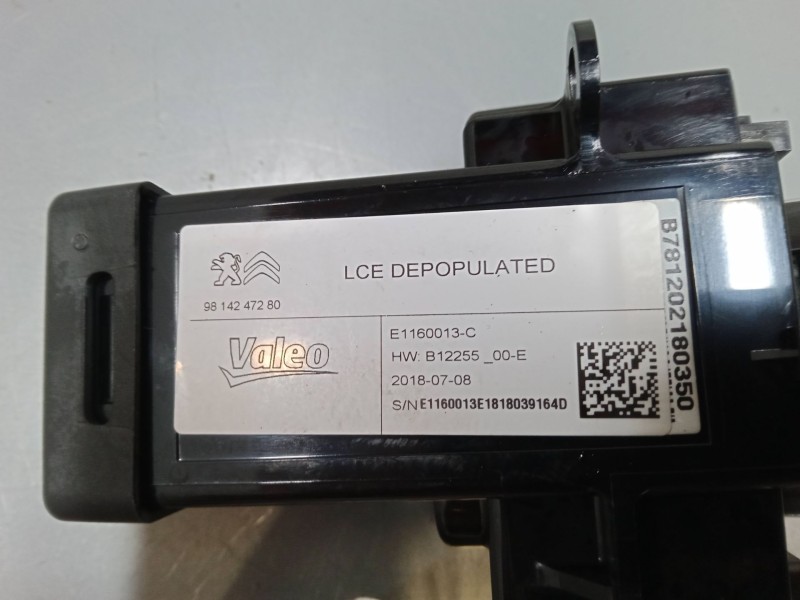 LCE DEPOPULATED
98 142 472 80
Valeo
E1160013-C
HW: B12255 _00-E
2018-07-08
S/N E1160013E1818039164D
B781202180350